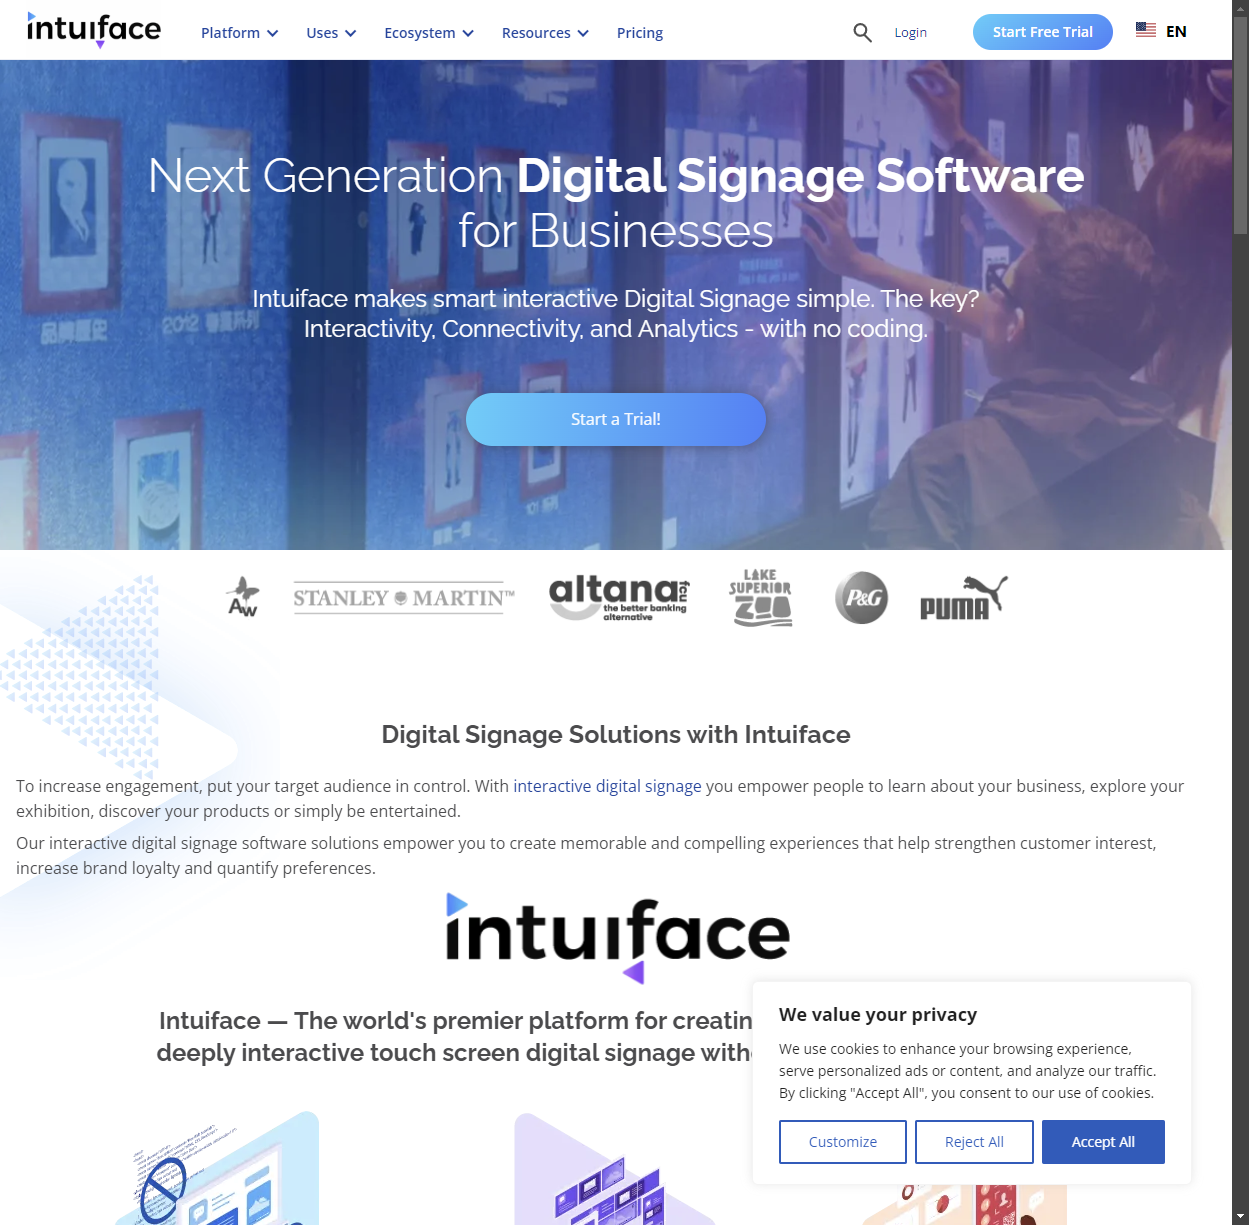 intuiface
Platform
Uses
Ecosystem
Resources
Pricing
Login
Start Free Trial
EN
Next Generation Digital Signage Software
for Businesses
Intuiface makes smart interactive Digital Signage simple. The key?
Interactivity, Connectivity, and Analytics - with no coding.
Start a Trial!
AW
STANLEY MARTIN™
altana fcu
the better banking
alternative
LAKE
SUPERIOR
ZOO
P&G
PUMA
Digital Signage Solutions with Intuiface
To increase engagement, put your target audience in control. With interactive digital signage you empower people to learn about your business, explore your
exhibition, discover your products or simply be entertained.
Our interactive digital signage software solutions empower you to create memorable and compelling experiences that help strengthen customer interest,
increase brand loyalty and quantify preferences.
intuiface
Intuiface — The world's premier platform for creatin
deeply interactive touch screen digital signage with
We value your privacy
We use cookies to enhance your browsing experience,
serve personalized ads or content, and analyze our traffic.
By clicking "Accept All", you consent to our use of cookies.
Customize
Reject All
Accept All